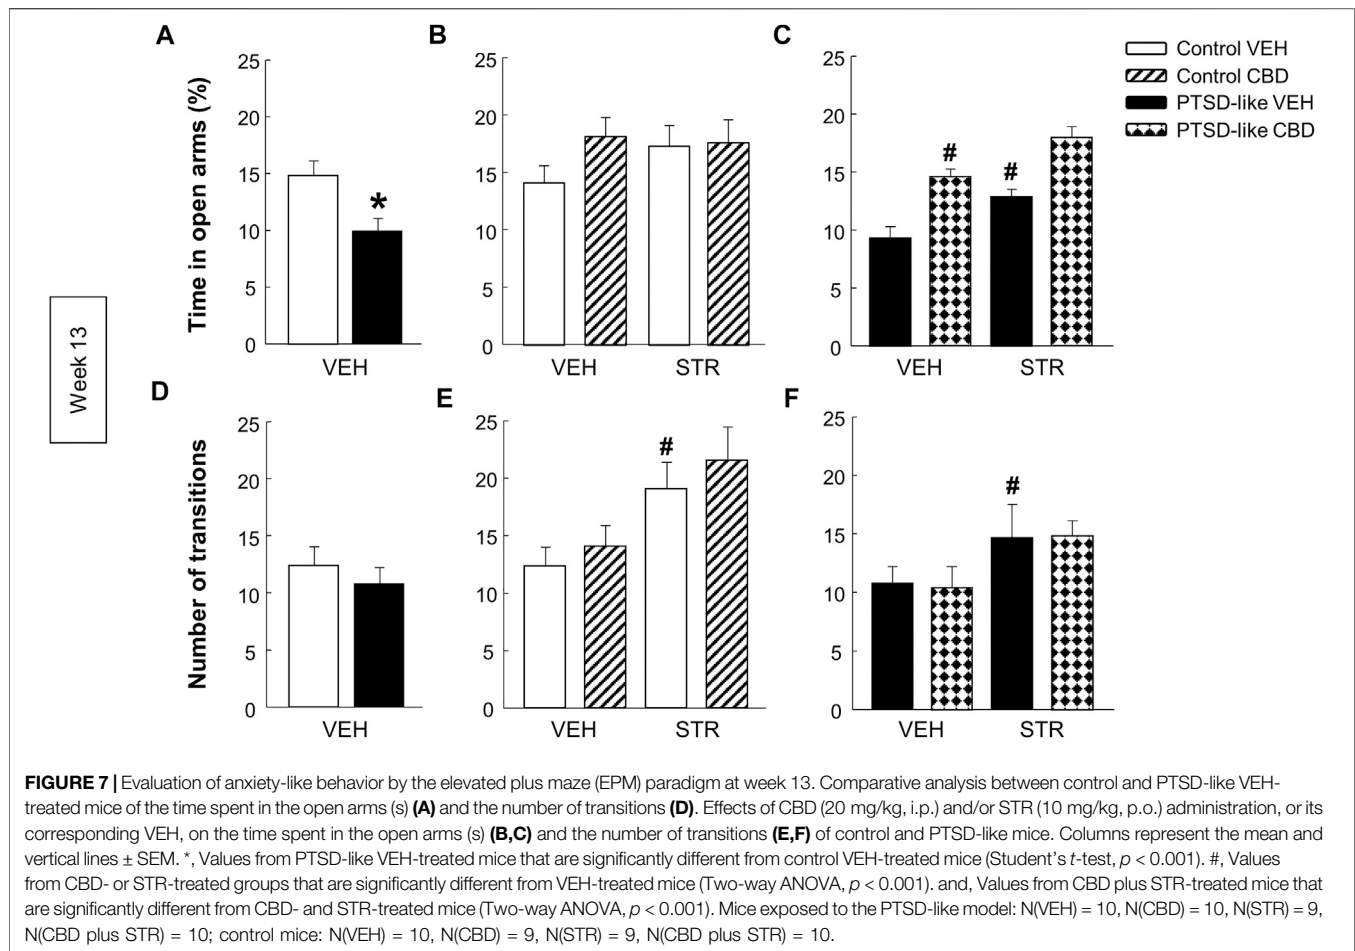 A
B
C
Control VEH
Control CBD
PTSD-like VEH
PTSD-like CBD
Week 13
Time in open arms (%)
25
20
15
10
5
0
*
VEH
25
20
15
10
5
0
VEH STR
25
20
15
10
5
0
# #
VEH STR
D
E
F
Number of transitions
25
20
15
10
5
0
VEH
25
20
15
10
5
0
#
VEH STR
25
20
15
10
5
0
#
VEH STR
FIGURE 7 | Evaluation of anxiety-like behavior by the elevated plus maze (EPM) paradigm at week 13. Comparative analysis between control and PTSD-like VEH-
treated mice of the time spent in the open arms (s) (A) and the number of transitions (D). Effects of CBD (20 mg/kg, i.p.) and/or STR (10 mg/kg, p.o.) administration, or its
corresponding VEH, on the time spent in the open arms (s) (B,C) and the number of transitions (E,F) of control and PTSD-like mice. Columns represent the mean and
vertical lines ± SEM. *, Values from PTSD-like VEH-treated mice that are significantly different from control VEH-treated mice (Student's t-test, p < 0.001). #, Values
from CBD- or STR-treated groups that are significantly different from VEH-treated mice (Two-way ANOVA, p < 0.001). and, Values from CBD plus STR-treated mice that
are significantly different from CBD- and STR-treated mice (Two-way ANOVA, p < 0.001). Mice exposed to the PTSD-like model: N(VEH) = 10, N(CBD) = 10, N(STR) = 9,
N(CBD plus STR) = 10; control mice: N(VEH) = 10, N(CBD) = 9, N(STR) = 9, N(CBD plus STR) = 10.